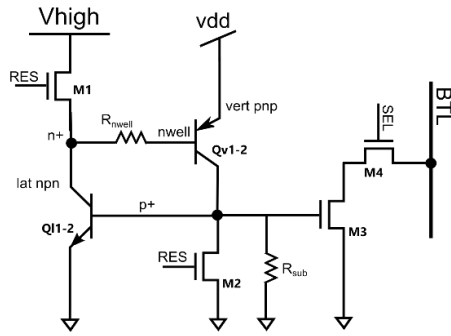 Vhigh
vdd
RES
M1
Rnwell
nwell
vert pnp
n+
Qv1-2
SEL
BTL
M4
lat npn
p+
Ql1-2
M3
RES
M2
Rsub